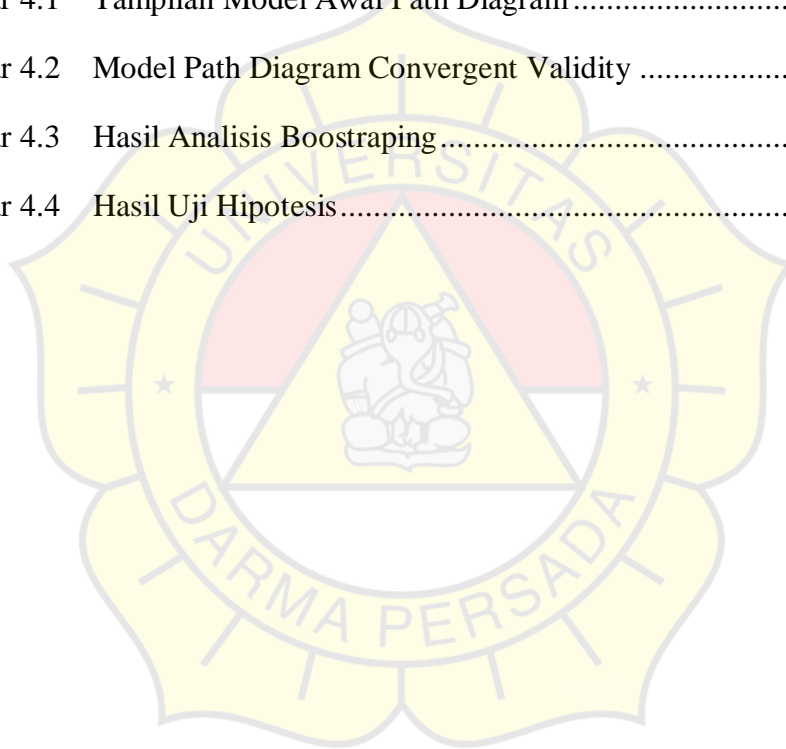 r 4.1 Tampilan Model Awal Path Diagram....................................
r 4.2 Model Path Diagram Convergent Validity ..................
r 4.3 Hasil Analisis Boostraping..........................................
r 4.4 Hasil Uji Hipotesis......................................................
UNIVERSITAS
DARMA PERSADA